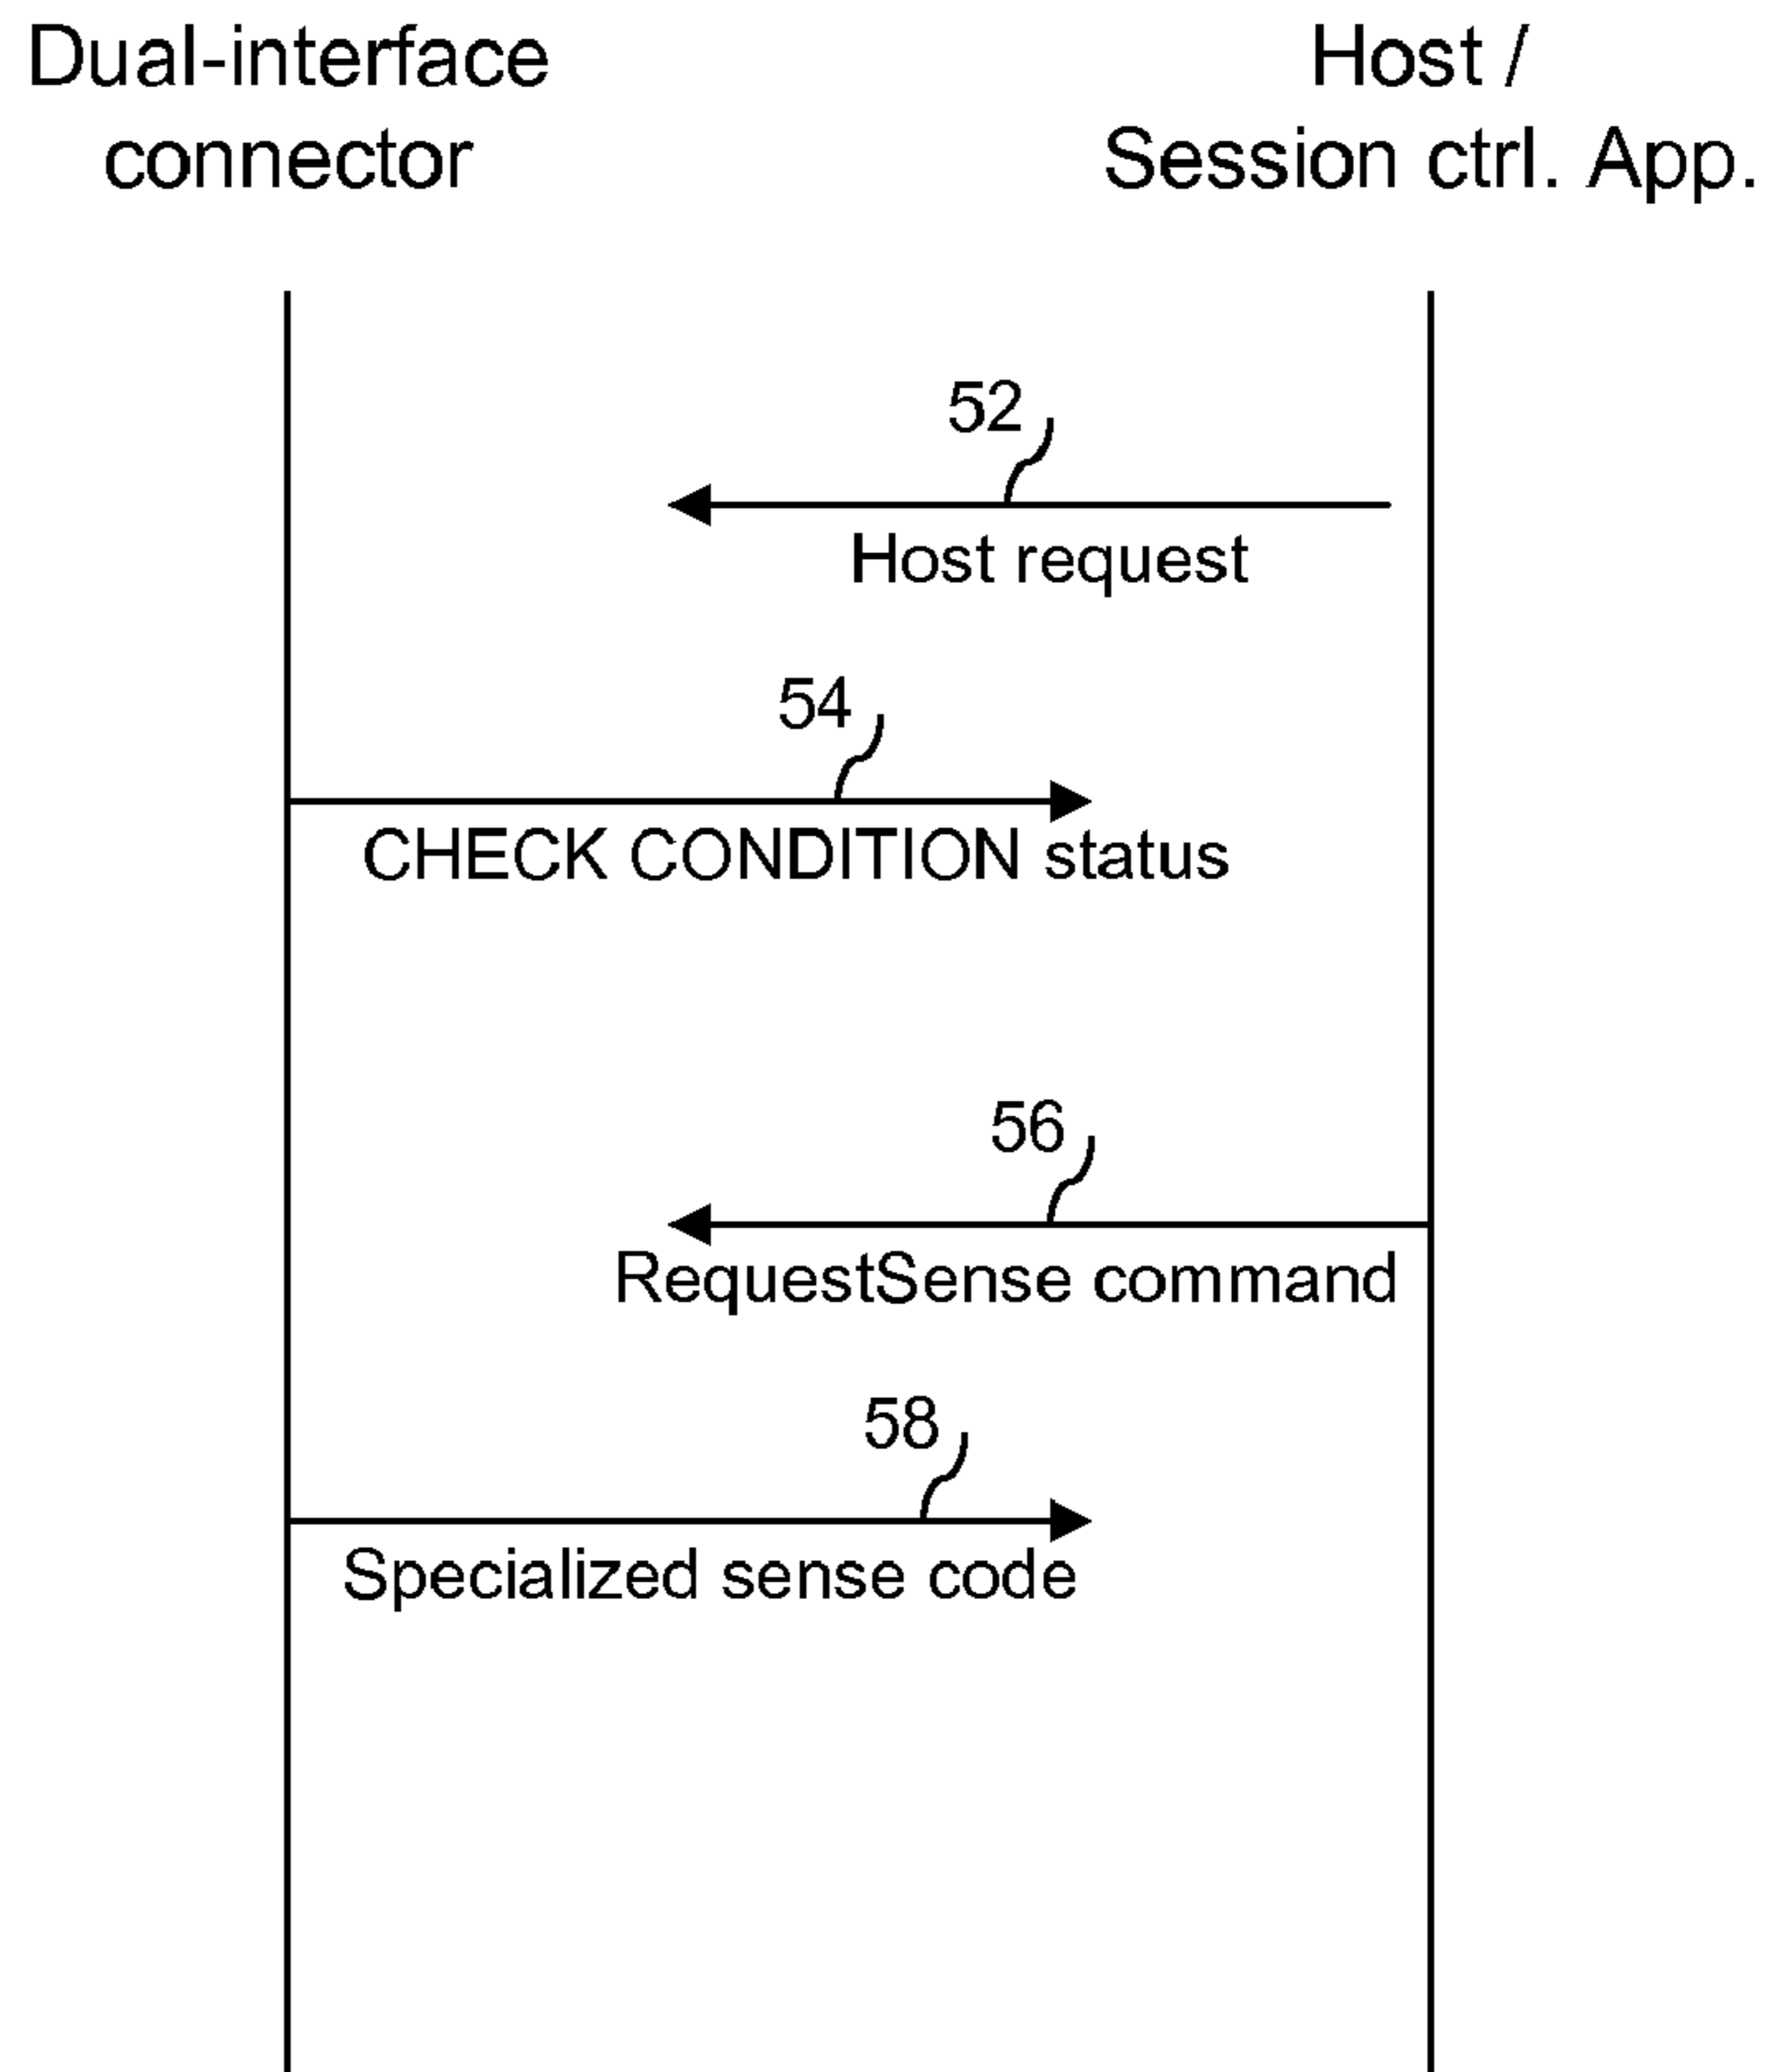 Dual-interface
connector
Host /
Session ctrl. App.
52
Host request
54
CHECK CONDITION status
56
RequestSense command
58
Specialized sense code